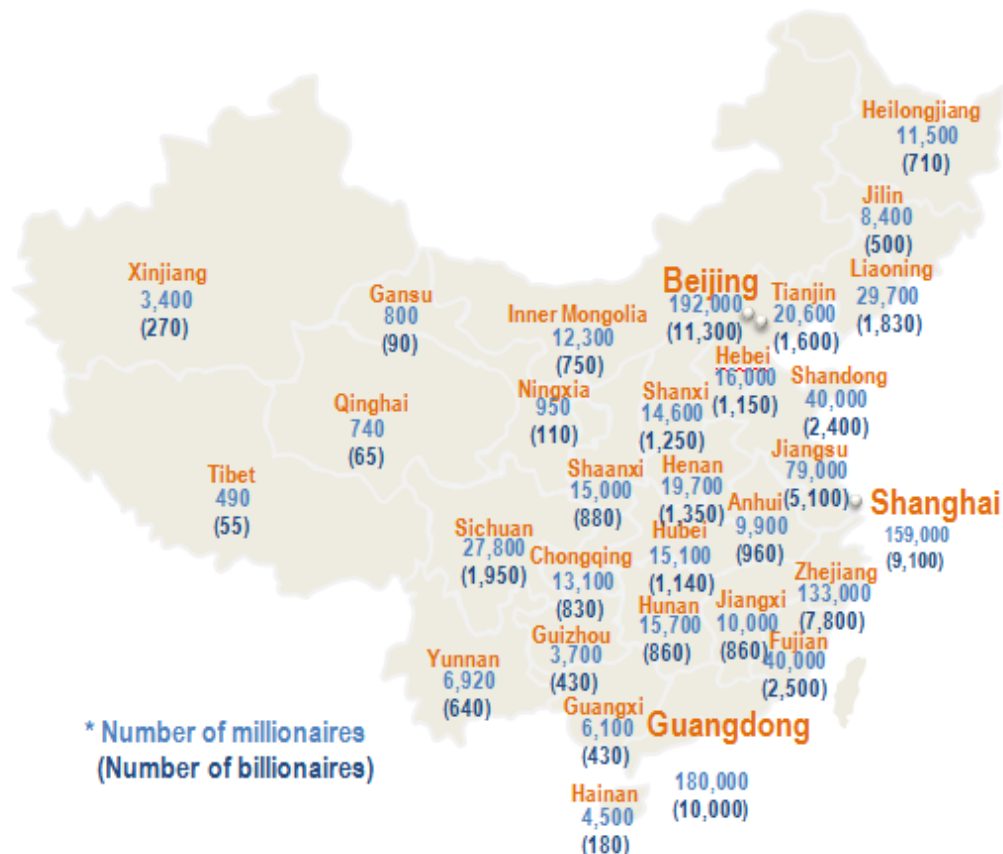 Heilongjiang
11,500
(710)
Jilin
8,400
(500)
Liaoning
29,700
(1,830)
Beijing
192,000
(11,300)
Tianjin
20,600
(1,600)
Xinjiang
3,400
(270)
Gansu
800
(90)
Inner Mongolia
12,300
(750)
Hebei
16,000
(1,150)
Shandong
40,000
(2,400)
Ningxia
950
(110)
Shanxi
14,600
(1,250)
Qinghai
740
(65)
Jiangsu
79,000
(5,100)
Tibet
490
(55)
Shaanxi
15,000
(880)
Henan
19,700
(1,350)
Anhui
9,900
(960)
Shanghai
159,000
(9,100)
Sichuan
27,800
(1,950)
Chongqing
13,100
(830)
Hubei
15,100
(1,140)
Zhejiang
133,000
(7,800)
Hunan
15,700
(860)
Jiangxi
10,000
(860)
Fujian
40,000
(2,500)
Guizhou
3,700
(430)
Yunnan
6,920
(640)
Guangxi
6,100
(430)
Guangdong
180,000
(10,000)
Hainan
4,500
(180)
* Number of millionaires
(Number of billionaires)